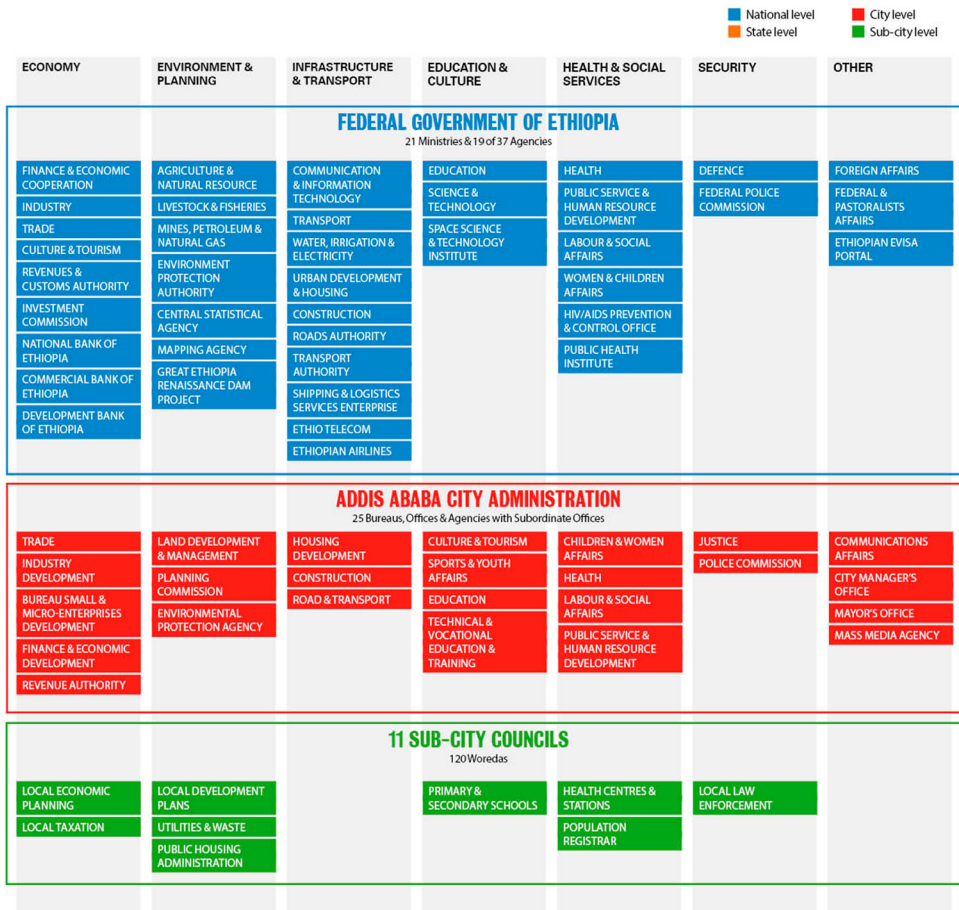 National level
City level
State level
Sub-city level
ECONOMY
ENVIRONMENT &
PLANNING
INFRASTRUCTURE
& TRANSPORT
EDUCATION &
CULTURE
HEALTH & SOCIAL
SERVICES
SECURITY
OTHER
FEDERAL GOVERNMENT OF ETHIOPIA
21 Ministries & 19 of 37 Agencies
FINANCE & ECONOMIC
COOPERATION
INDUSTRY
TRADE
CULTURE & TOURISM
REVENUES &
CUSTOMS AUTHORITY
INVESTMENT
COMMISSION
NATIONAL BANK OF
ETHIOPIA
COMMERCIAL BANK OF
ETHIOPIA
DEVELOPMENT BANK
OF ETHIOPIA
AGRICULTURE &
NATURAL RESOURCE
LIVESTOCK & FISHERIES
MINES, PETROLEUM &
NATURAL GAS
ENVIRONMENT
PROTECTION
AUTHORITY
CENTRAL STATISTICAL
AGENCY
MAPPING AGENCY
GREAT ETHIOPIA
RENAISSANCE DAM
PROJECT
COMMUNICATION
& INFORMATION
TECHNOLOGY
TRANSPORT
WATER, IRRIGATION &
ELECTRICITY
URBAN DEVELOPMENT
& HOUSING
CONSTRUCTION
ROADS AUTHORITY
TRANSPORT
AUTHORITY
SHIPPING & LOGISTICS
SERVICES ENTERPRISE
ETHIO TELECOM
ETHIOPIAN AIRLINES
EDUCATION
SCIENCE &
TECHNOLOGY
SPACE SCIENCE
& TECHNOLOGY
INSTITUTE
HEALTH
PUBLIC SERVICE &
HUMAN RESOURCE
DEVELOPMENT
LABOUR & SOCIAL
AFFAIRS
WOMEN & CHILDREN
AFFAIRS
HIV/AIDS PREVENTION
& CONTROL OFFICE
PUBLIC HEALTH
INSTITUTE
DEFENCE
FEDERAL POLICE
COMMISSION
FOREIGN AFFAIRS
FEDERAL &
PASTORALISTS
AFFAIRS
ETHIOPIAN EVISA
PORTAL
ADDIS ABABA CITY ADMINISTRATION
25 Bureaus, Offices & Agencies with Subordinate Offices
TRADE
INDUSTRY
DEVELOPMENT
BUREAU SMALL &
MICRO-ENTERPRISES
DEVELOPMENT
FINANCE & ECONOMIC
DEVELOPMENT
REVENUE AUTHORITY
LAND DEVELOPMENT
& MANAGEMENT
PLANNING
COMMISSION
ENVIRONMENTAL
PROTECTION AGENCY
HOUSING
DEVELOPMENT
CONSTRUCTION
ROAD & TRANSPORT
CULTURE & TOURISM
SPORTS & YOUTH
AFFAIRS
EDUCATION
TECHNICAL &
VOCATIONAL
EDUCATION &
TRAINING
CHILDREN & WOMEN
AFFAIRS
HEALTH
LABOUR & SOCIAL
AFFAIRS
PUBLIC SERVICE &
HUMAN RESOURCE
DEVELOPMENT
JUSTICE
POLICE COMMISSION
COMMUNICATIONS
AFFAIRS
CITY MANAGER'S
OFFICE
MAYOR'S OFFICE
MASS MEDIA AGENCY
11 SUB-CITY COUNCILS
120 Woredas
LOCAL ECONOMIC
PLANNING
LOCAL TAXATION
LOCAL DEVELOPMENT
PLANS
UTILITIES & WASTE
PUBLIC HOUSING
ADMINISTRATION
PRIMARY &
SECONDARY SCHOOLS
HEALTH CENTRES &
STATIONS
POPULATION
REGISTRAR
LOCAL LAW
ENFORCEMENT